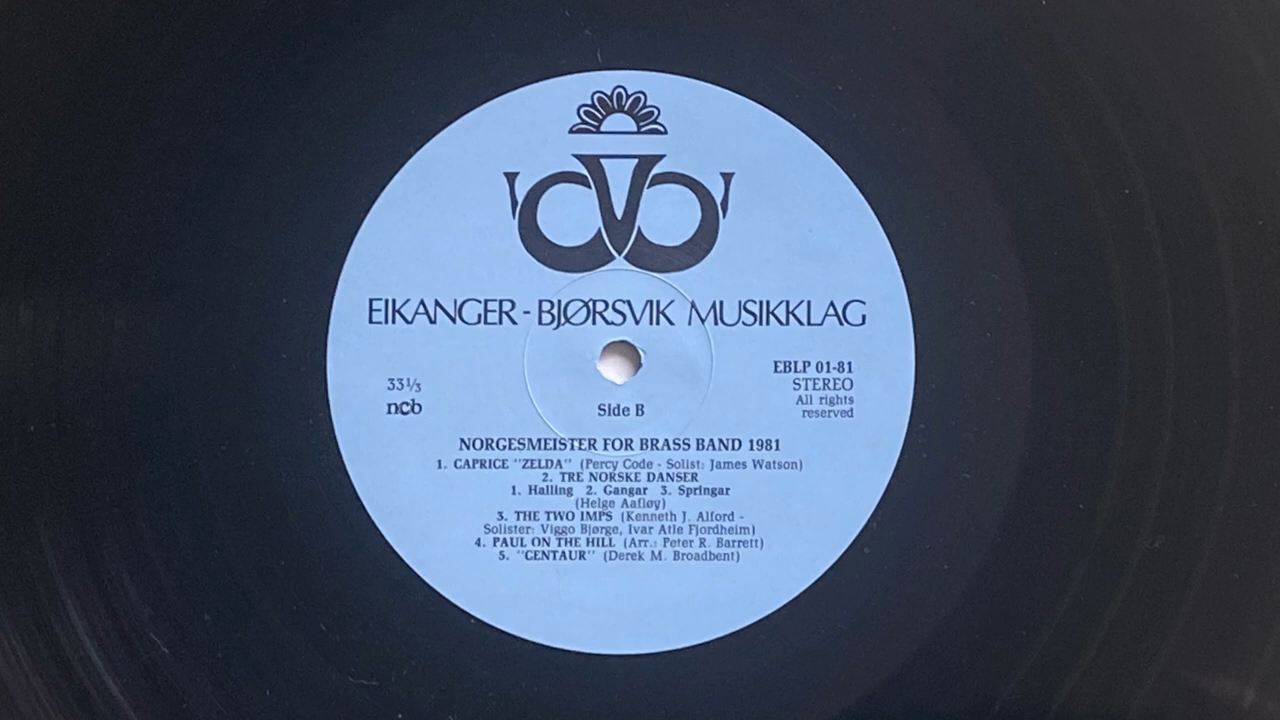 EIKANGER - BJØRSVIK MUSIKKLAG
33⅓
ncb
EBLP 01-81
STEREO
All rights
reserved
Side B
NORGESMEISTER FOR BRASS BAND 1981
1. CAPRICE "ZELDA" (Percy Code - Solist: James Watson)
2. TRE NORSKE DANSER
1. Halling 2. Gangar 3. Springar
(Helge Aafløy)
3. THE TWO IMPS (Kenneth J. Alford -
Solister: Viggo Bjørge, Ivar Atle Fjordheim)
4. PAUL ON THE HILL (Arr.: Peter R. Barrett)
5. "CENTAUR" (Derek M. Broadbent)